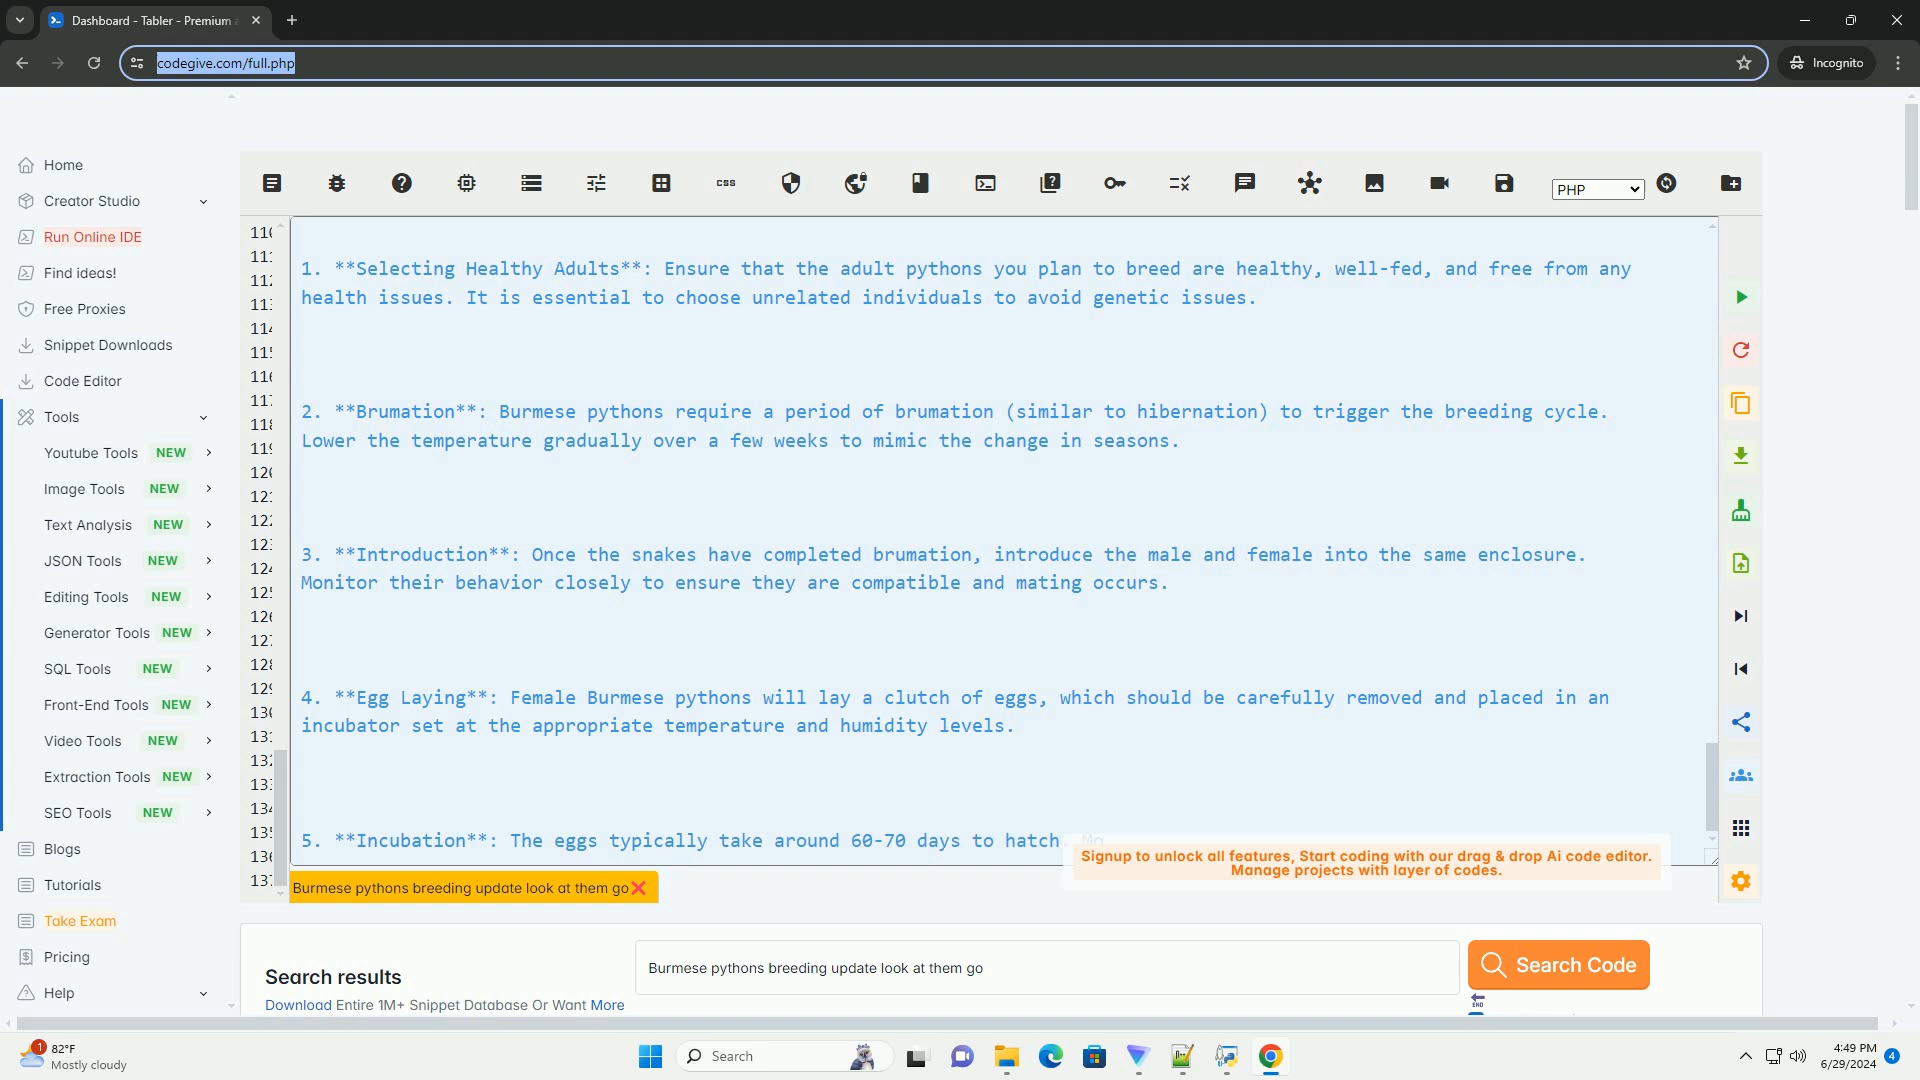 Dashboard - Tabler - Premium
codegive.com/full.php
Incognito
Home
Creator Studio
Run Online IDE
Find ideas!
Free Proxies
Snippet Downloads
Code Editor
Tools
Youtube Tools NEW
Image Tools NEW
Text Analysis NEW
JSON Tools NEW
Editing Tools NEW
Generator Tools NEW
SQL Tools NEW
Front-End Tools NEW
Video Tools NEW
Extraction Tools NEW
SEO Tools NEW
Blogs
Tutorials
Take Exam
Pricing
Help
css
PHP
1. **Selecting Healthy Adults**: Ensure that the adult pythons you plan to breed are healthy, well-fed, and free from any
health issues. It is essential to choose unrelated individuals to avoid genetic issues.
2. **Brumation**: Burmese pythons require a period of brumation (similar to hibernation) to trigger the breeding cycle.
Lower the temperature gradually over a few weeks to mimic the change in seasons.
3. **Introduction**: Once the snakes have completed brumation, introduce the male and female into the same enclosure.
Monitor their behavior closely to ensure they are compatible and mating occurs.
4. **Egg Laying**: Female Burmese pythons will lay a clutch of eggs, which should be carefully removed and placed in an
incubator set at the appropriate temperature and humidity levels.
5. **Incubation**: The eggs typically take around 60-70 days to hatch.
Signup to unlock all features, Start coding with our drag & drop Ai code editor.
Manage projects with layer of codes.
Burmese pythons breeding update look at them go
Search results
Download Entire 1M+ Snippet Database Or Want More
Burmese pythons breeding update look at them go
Search Code
END
1
82°F
Mostly cloudy
Search
4:49 PM
6/29/2024
4